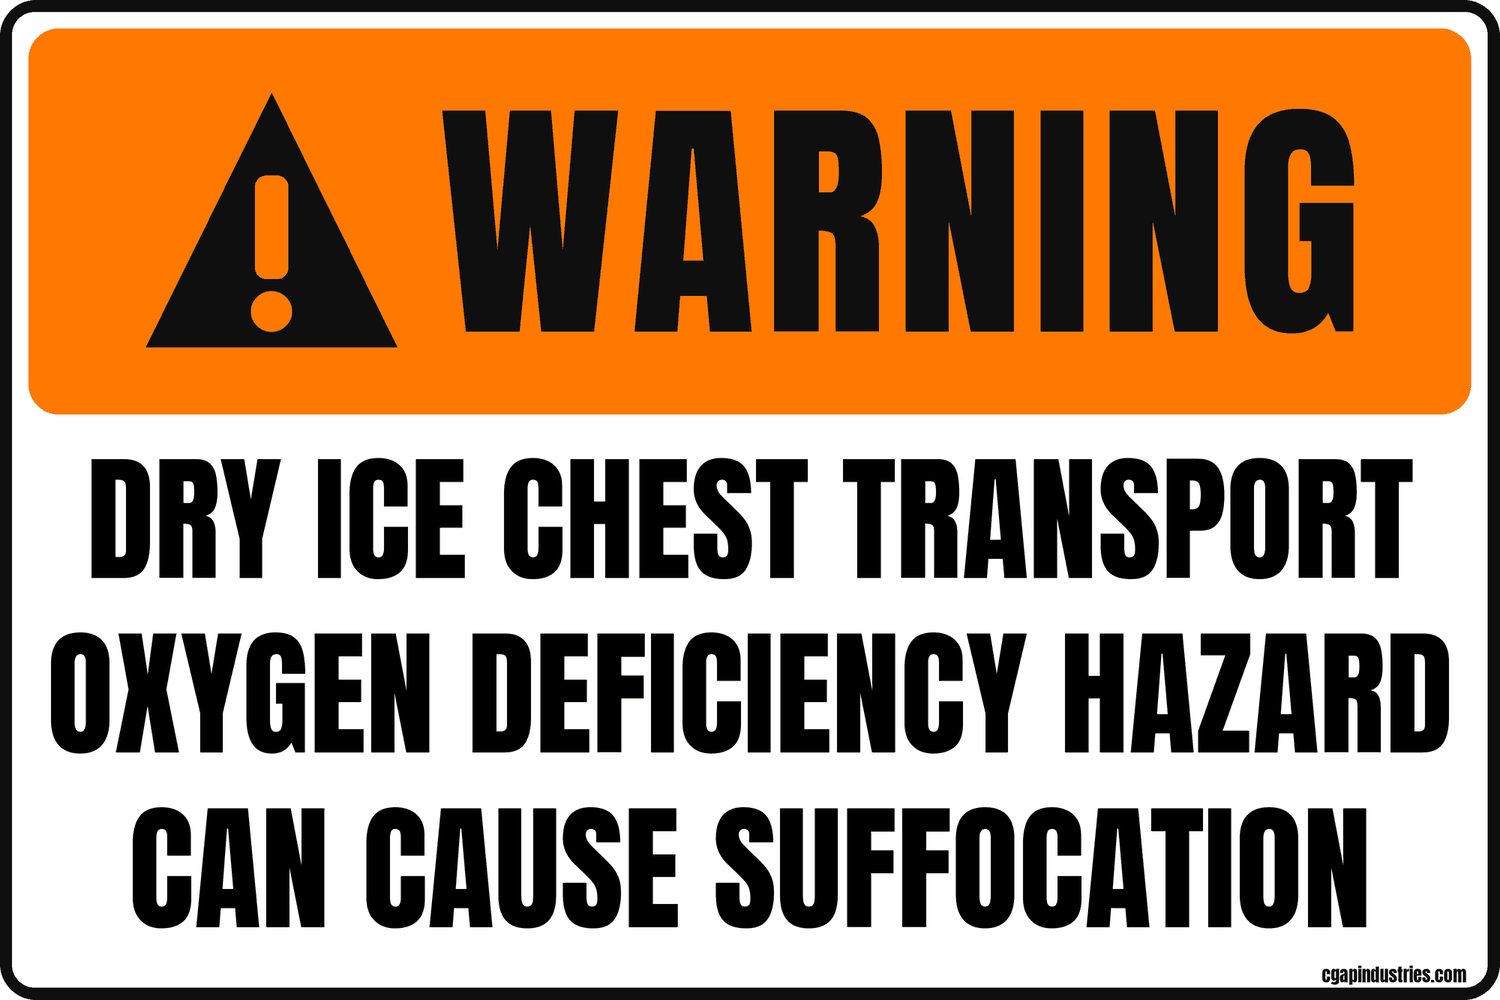 WARNING
DRY ICE CHEST TRANSPORT
OXYGEN DEFICIENCY HAZARD
CAN CAUSE SUFFOCATION
cgapindustries.com